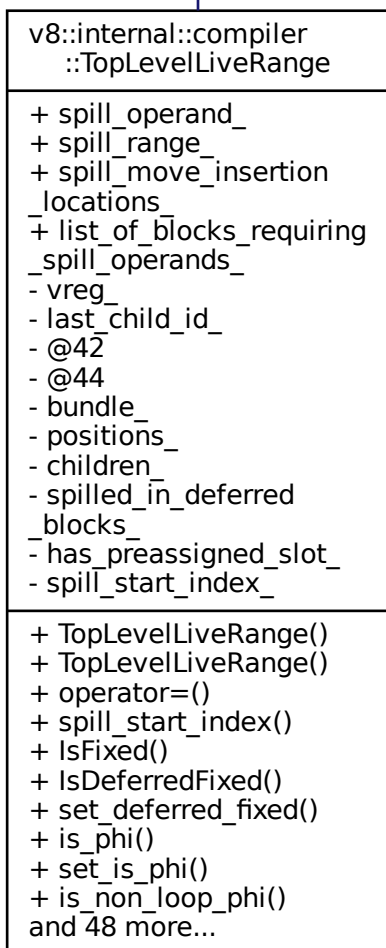 v8::internal::compiler
::TopLevelLiveRange
+ spill_operand_
+ spill_range_
+ spill_move_insertion
_locations_
+ list_of_blocks_requiring
_spill_operands_
- vreg_
- last_child_id_
- @42
- @44
- bundle_
- positions_
- children_
- spilled_in_deferred
_blocks_
- has_preassigned_slot_
- spill_start_index_
+ TopLevelLiveRange()
+ TopLevelLiveRange()
+ operator=()
+ spill_start_index()
+ IsFixed()
+ IsDeferredFixed()
+ set_deferred_fixed()
+ is_phi()
+ set_is_phi()
+ is_non_loop_phi()
and 48 more...